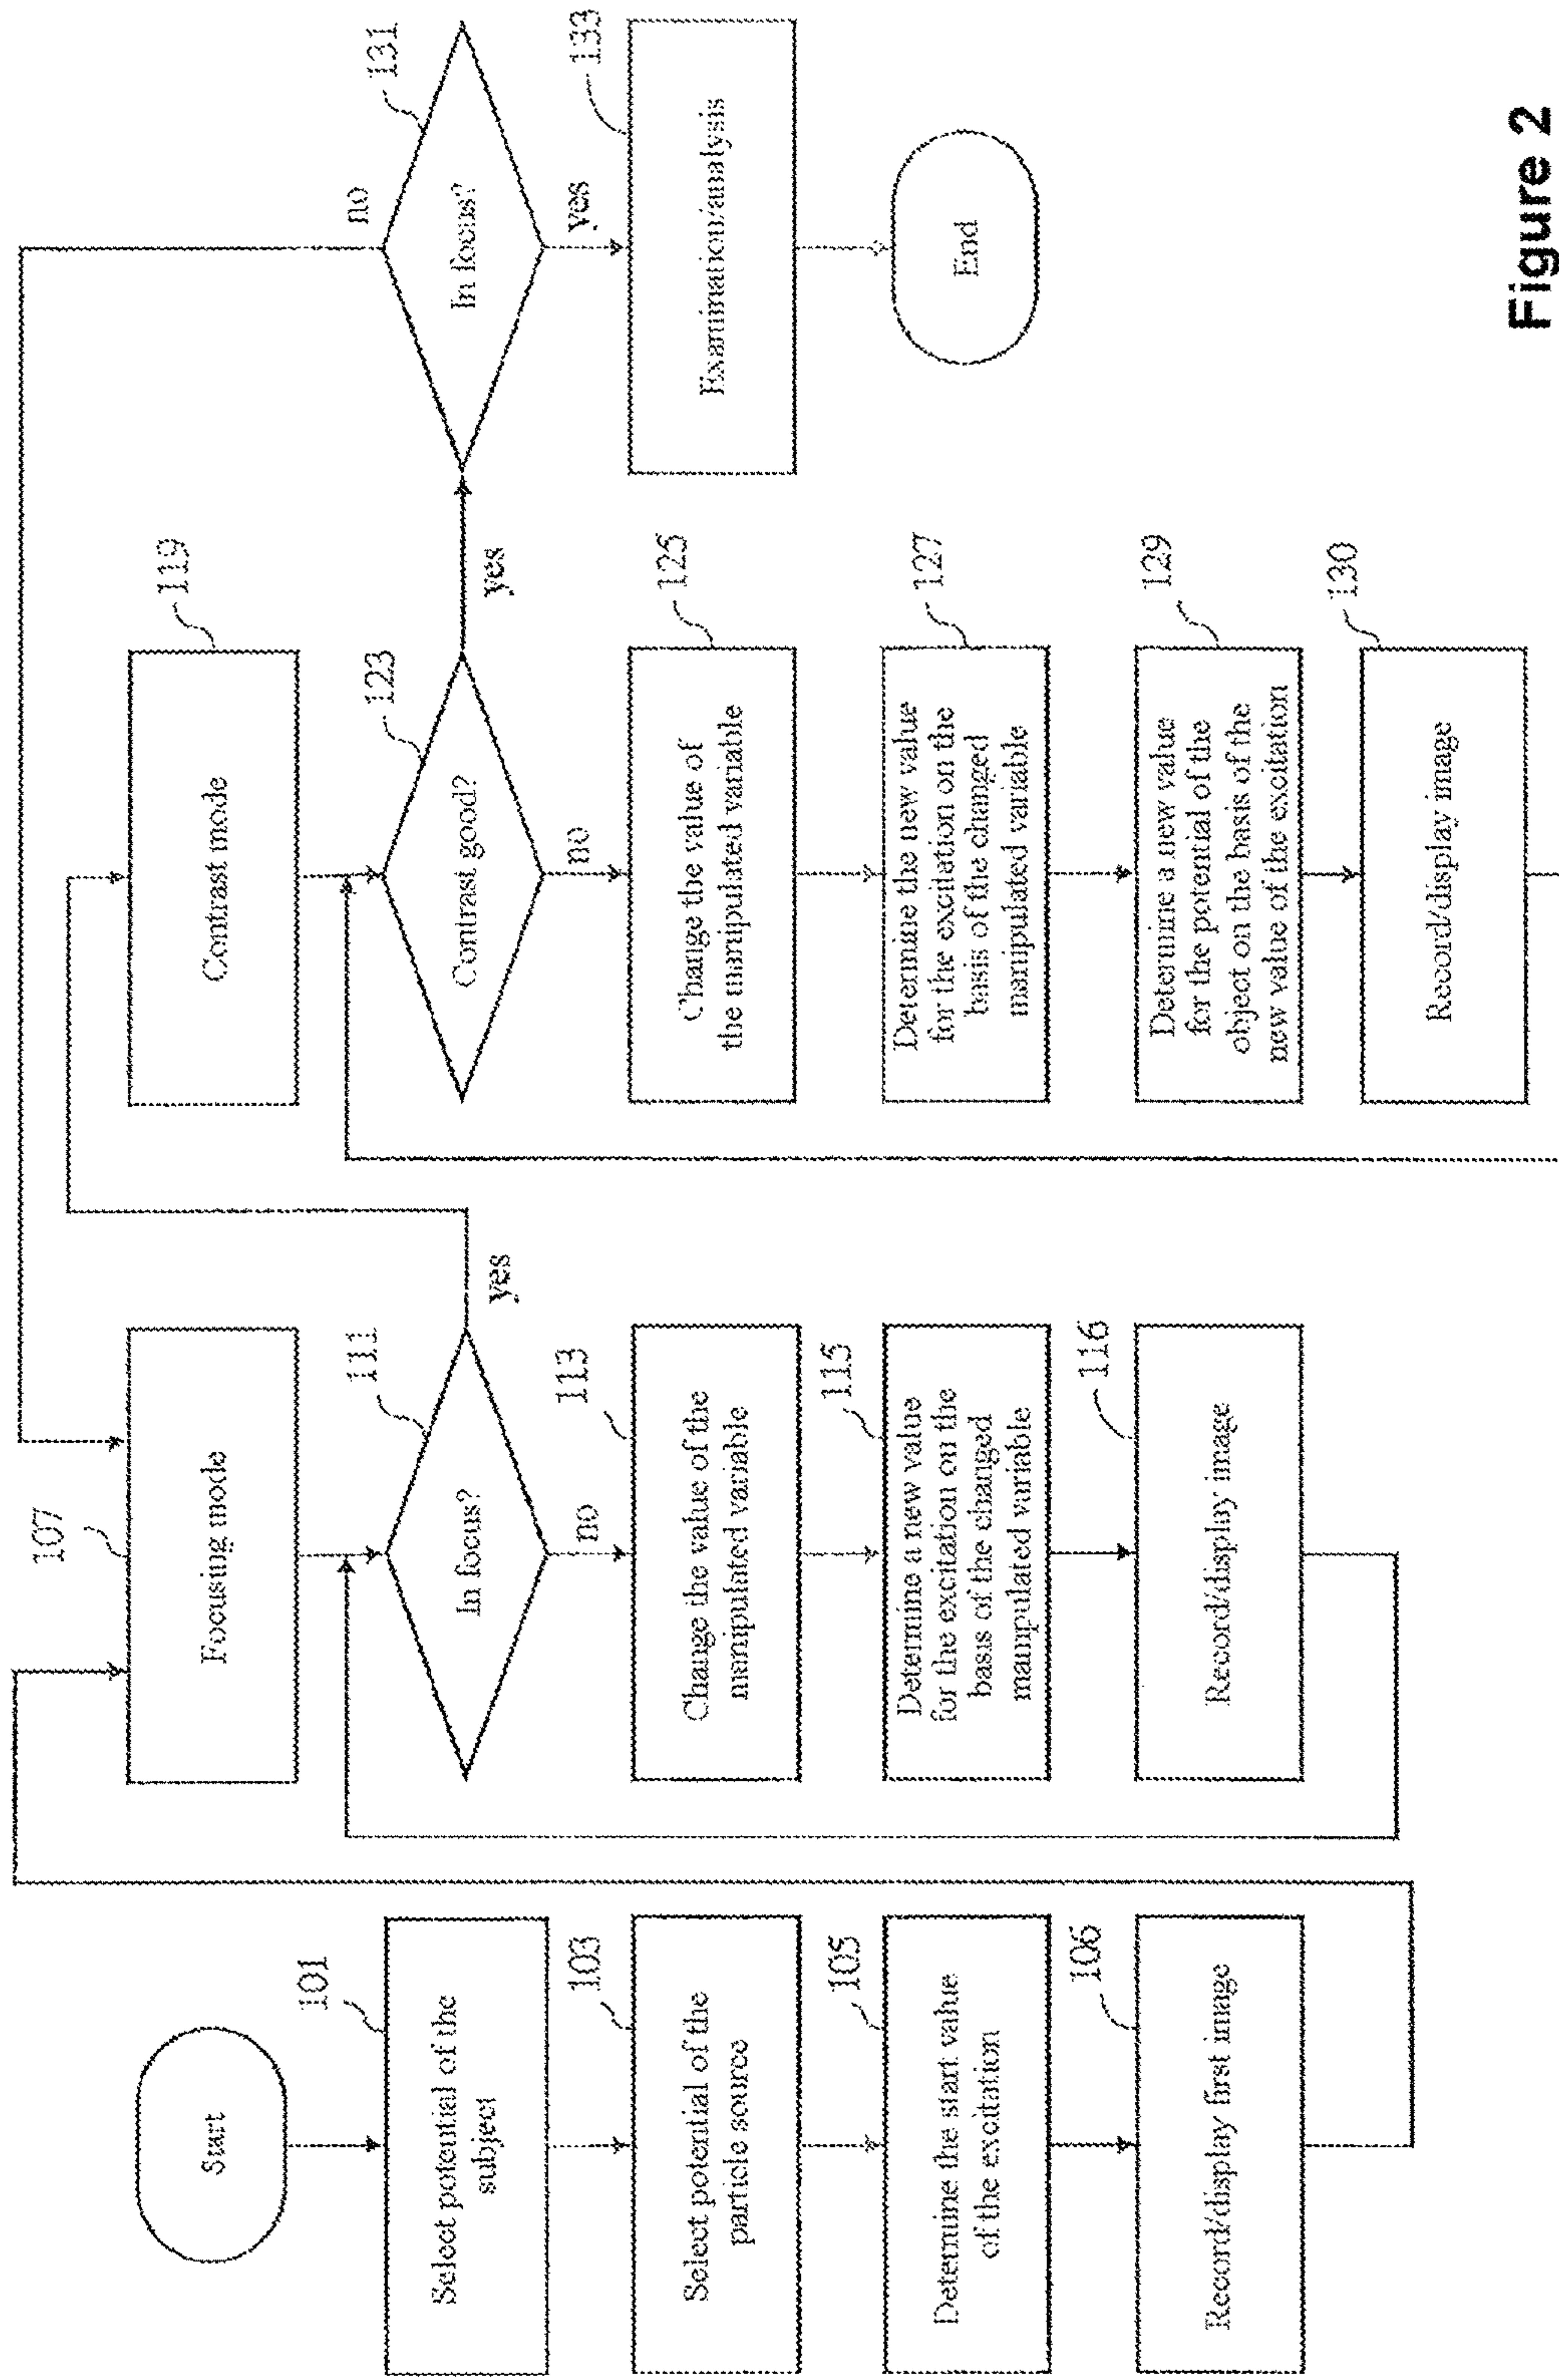 Start
101
Select potential of the
subject
103
Select potential of the
particle source
105
Determine the start value
of the excitation
106
Record/display first image
107
Focusing mode
111
In focus?
yes
no
113
Change the value of the
manipulated variable
115
Determine a new value
for the excitation on the
basis of the changed
manipulated variable
116
Record/display image
119
Contrast mode
123
Contrast good?
yes
no
125
Change the value of
the manipulated variable
127
Determine the new value
for the excitation on the
basis of the changed
manipulated variable
129
Determine a new value
for the potential of the
object on the basis of the
new value of the excitation
130
Record/display image
131
In focus?
no
yes
133
Examination/analysis
End
Figure 2